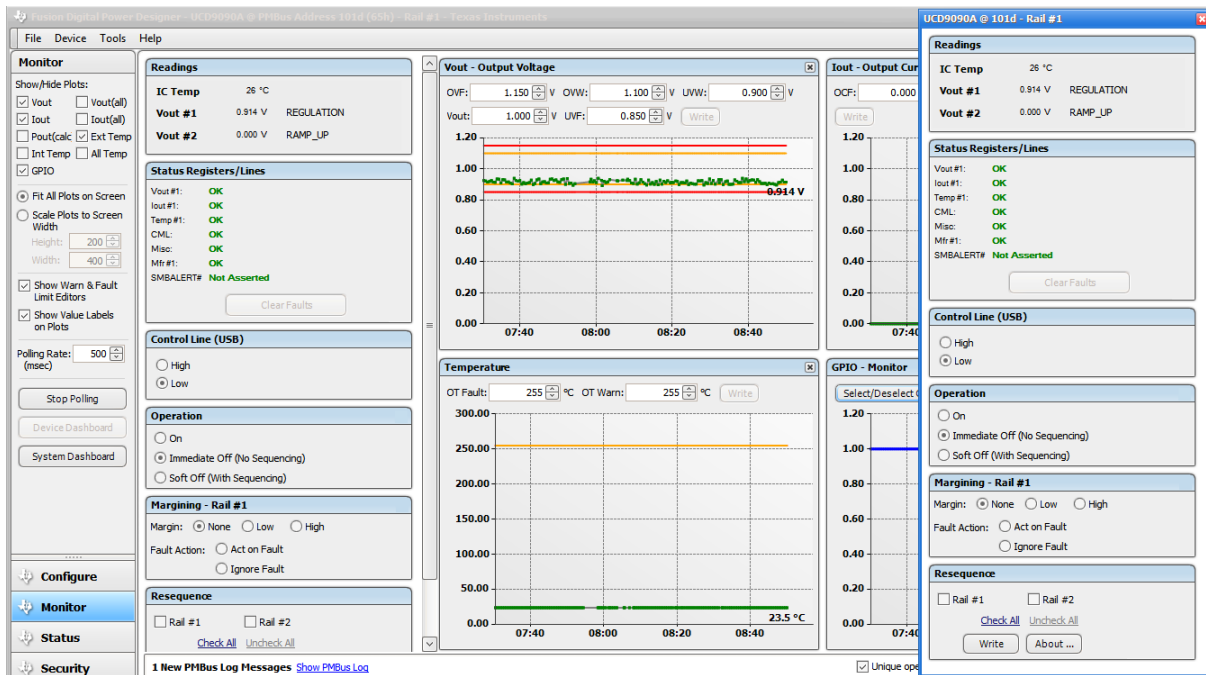 Fusion Digital Power Designer - UCD9090A @ PMBus Address 101d (65h) - Rail #1 - Texas Instruments
File Device Tools Help
Monitor
Show/Hide Plots:
Vout Vout(all)
Iout Iout(all)
Pout(calc Ext Temp
Int Temp All Temp
GPIO
Fit All Plots on Screen
Scale Plots to Screen
Width
Height: 200
Width: 400
Show Warn & Fault
Limit Editors
Show Value Labels
on Plots
Polling Rate: 500
(msec)
Stop Polling
Device Dashboard
System Dashboard
Configure
Monitor
Status
Security
Readings
IC Temp 26 °C
Vout #1 0.914 V REGULATION
Vout #2 0.000 V RAMP_UP
Status Registers/Lines
Vout #1: OK
Iout #1: OK
Temp #1: OK
CML: OK
Misc: OK
Mfr #1: OK
SMBALERT# Not Asserted
Clear Faults
Control Line (USB)
High
Low
Operation
On
Immediate Off (No Sequencing)
Soft Off (With Sequencing)
Margining - Rail #1
Margin: None Low High
Fault Action: Act on Fault
Ignore Fault
Resequence
Rail #1 Rail #2
Check All Uncheck All
Vout - Output Voltage
OVF: 1.150 V OVW: 1.100 V UVW: 0.900 V
Vout: 1.000 V UVF: 0.850 V Write
1.20
1.00
0.80
0.60
0.40
0.20
0.00
0.914 V
07:40 08:00 08:20 08:40
Temperature
OT Fault: 255 °C OT Warn: 255 °C Write
300.00
250.00
200.00
150.00
100.00
50.00
0.00
23.5 °C
07:40 08:00 08:20 08:40
Iout - Output Cur
OCF: 0.000
Write
1.20
1.00
0.80
0.60
0.40
0.20
0.00
07:40
GPIO - Monitor
Select/Deselect
1.20
1.00
0.80
0.60
0.40
0.20
0.00
07:40
1 New PMBus Log Messages Show PMBus Log
Unique ope
UCD9090A @ 101d - Rail #1
Readings
IC Temp 26 °C
Vout #1 0.914 V REGULATION
Vout #2 0.000 V RAMP_UP
Status Registers/Lines
Vout #1: OK
Iout #1: OK
Temp #1: OK
CML: OK
Misc: OK
Mfr #1: OK
SMBALERT# Not Asserted
Clear Faults
Control Line (USB)
High
Low
Operation
On
Immediate Off (No Sequencing)
Soft Off (With Sequencing)
Margining - Rail #1
Margin: None Low High
Fault Action: Act on Fault
Ignore Fault
Resequence
Rail #1 Rail #2
Check All Uncheck All
Write About ...